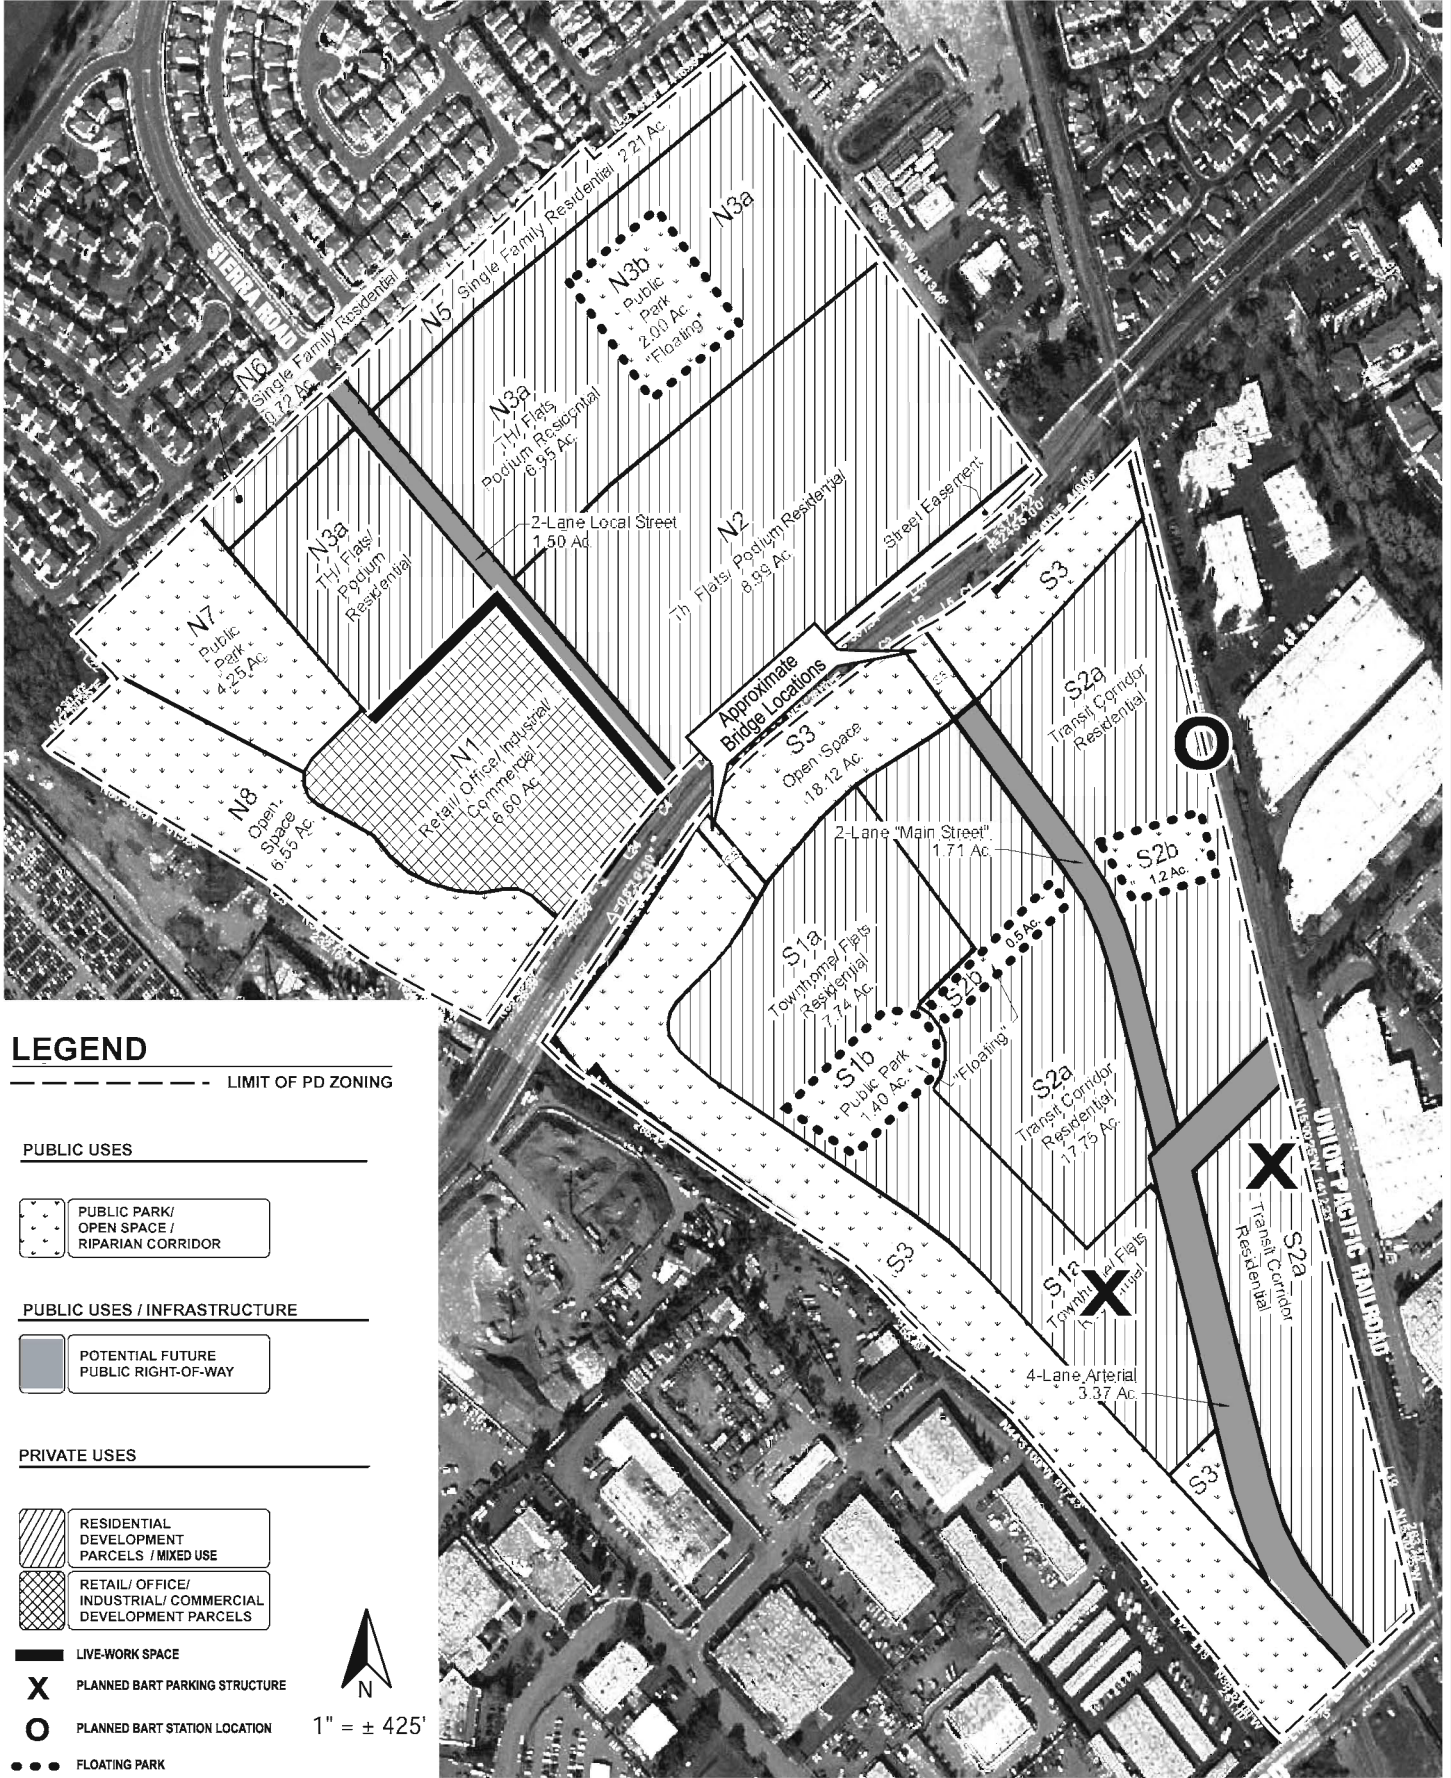 SIERRA ROAD
N6
Single Family Residential
0.72 Ac.
N5 Single Family Residential 2.21 Ac.
N3a
N3b
Public
Park
2.00 Ac.
"Floating"
N3a
TH/ Flats
Podium Residential
6.95 Ac.
2-Lane Local Street
1.50 Ac.
N2
Th Flats/ Podium Residential
8.99 Ac.
Street Easement
N3a
TH/ Flats/
Podium
Residential
N7
Public
Park
4.25 Ac.
N8
Open
Space
6.55 Ac.
N1
Retail/ Office/ Industrial
Commercial
6.60 Ac.
Approximate
Bridge Locations
S3
Open Space
18.12 Ac.
S3
S3
S3
S2a
Transit Corridor
Residential
2-Lane "Main Street"
1.71 Ac.
S2b
1.2 Ac.
S2b
0.5 Ac.
"Floating"
S1a
Townhome/ Flats
Residential
7.74 Ac.
S1b
Public Park
1.40 Ac.
S2a
Transit Corridor
Residential
17.75 Ac.
X
S2a
Transit Corridor
Residential
S1a
X
UNION PACIFIC RAILROAD
O
S3
4-Lane Arterial
3.37 Ac.
S3
LEGEND
LIMIT OF PD ZONING
PUBLIC USES
PUBLIC PARK/
OPEN SPACE /
RIPARIAN CORRIDOR
PUBLIC USES / INFRASTRUCTURE
POTENTIAL FUTURE
PUBLIC RIGHT-OF-WAY
PRIVATE USES
RESIDENTIAL
DEVELOPMENT
PARCELS / MIXED USE
RETAIL/ OFFICE/
INDUSTRIAL/ COMMERCIAL
DEVELOPMENT PARCELS
LIVE-WORK SPACE
X PLANNED BART PARKING STRUCTURE
O PLANNED BART STATION LOCATION
FLOATING PARK
N
1" = ± 425'